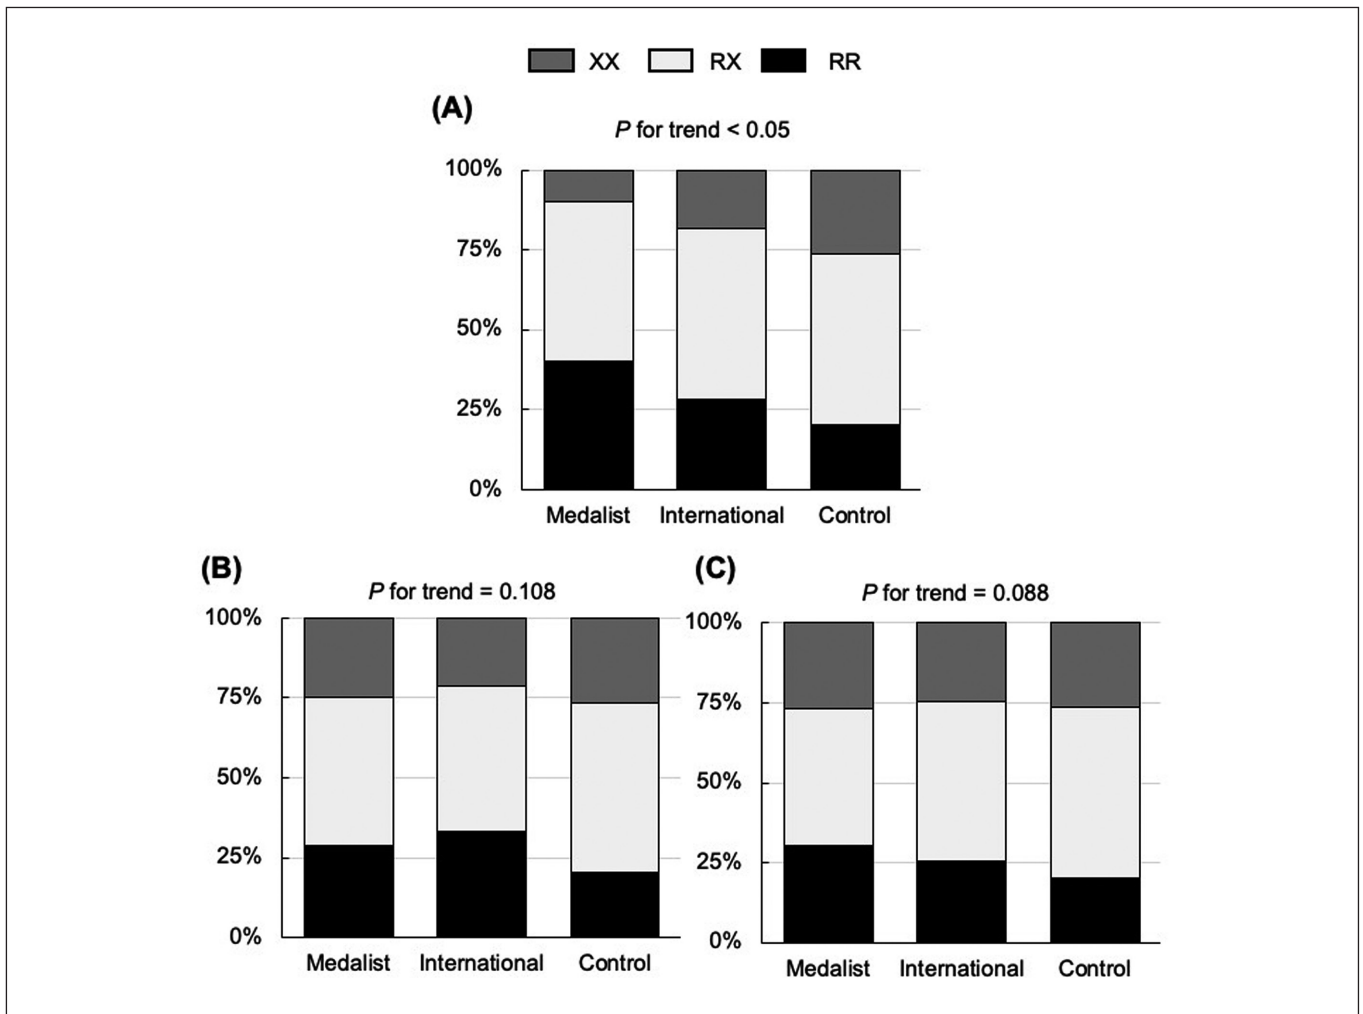 XX RX RR
(A)
P for trend < 0.05
100%
75%
50%
25%
0%
Medalist International Control
(B)
P for trend = 0.108
100%
75%
50%
25%
0%
Medalist International Control
(C)
P for trend = 0.088
100%
75%
50%
25%
0%
Medalist International Control